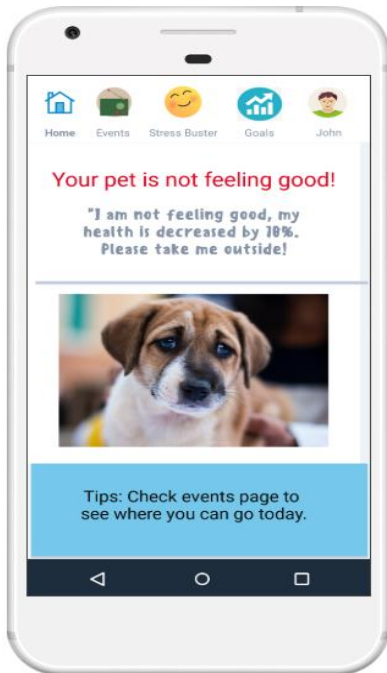 Home Events Stress Buster Goals John
Your pet is not feeling good!
"I am not feeling good, my
health is decreased by 10%.
Please take me outside!
Tips: Check events page to
see where you can go today.